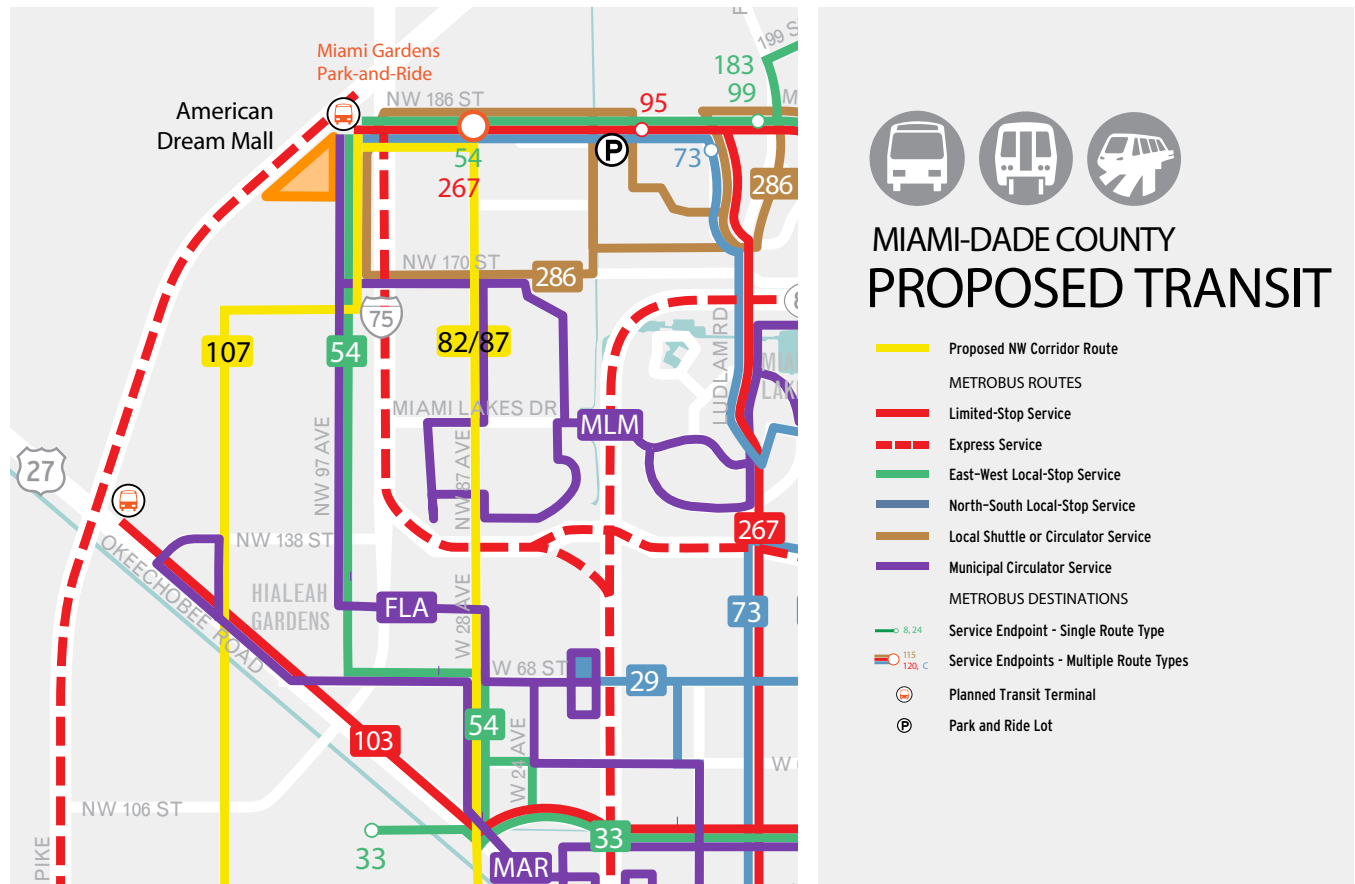 Miami Gardens
Park-and-Ride
American
Dream Mall
NW 186 ST
95
183
99
199 S
M
54
267
P
73
286
NW 170 ST
286
75
8
107
54
82/87
LUDLAM RD
MIAMI LAKES DR
MLM
NW 97 AVE
NW 87 AVE
27
267
OKEECHOBEE ROAD
NW 138 ST
HIALEAH
GARDENS
FLA
W 28 AVE
73
W 68 ST
29
103
54
W 24 AVE
W
NW 106 ST
33
33
MAR
PIKE
MIAMI-DADE COUNTY
PROPOSED TRANSIT
Proposed NW Corridor Route
METROBUS ROUTES
Limited-Stop Service
Express Service
East-West Local-Stop Service
North-South Local-Stop Service
Local Shuttle or Circulator Service
Municipal Circulator Service
METROBUS DESTINATIONS
8, 24 Service Endpoint - Single Route Type
115
120, C Service Endpoints - Multiple Route Types
Planned Transit Terminal
P Park and Ride Lot